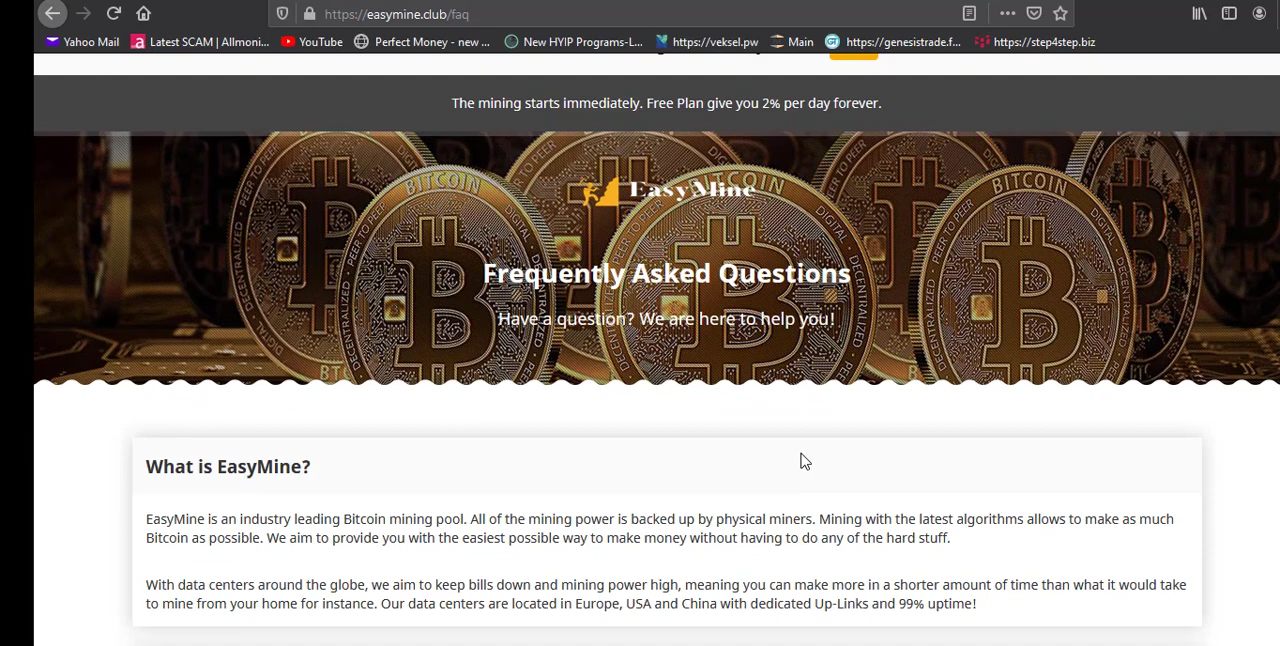 https://easymine.club/faq
Yahoo Mail Latest SCAM | Allmoni... YouTube Perfect Money - new ... New HYIP Programs-L... https://veksel.pw Main https://genesistrade.f... https://step4step.biz
The mining starts immediately. Free Plan give you 2% per day forever.
EasyMine
Frequently Asked Questions
Have a question? We are here to help you!
BITCOIN
BITCOIN
BITCOIN
DIGITAL
DECENTRALIZED
PEER TO PEER
What is EasyMine?
EasyMine is an industry leading Bitcoin mining pool. All of the mining power is backed up by physical miners. Mining with the latest algorithms allows to make as much
Bitcoin as possible. We aim to provide you with the easiest possible way to make money without having to do any of the hard stuff.
With data centers around the globe, we aim to keep bills down and mining power high, meaning you can make more in a shorter amount of time than what it would take
to mine from your home for instance. Our data centers are located in Europe, USA and China with dedicated Up-Links and 99% uptime!